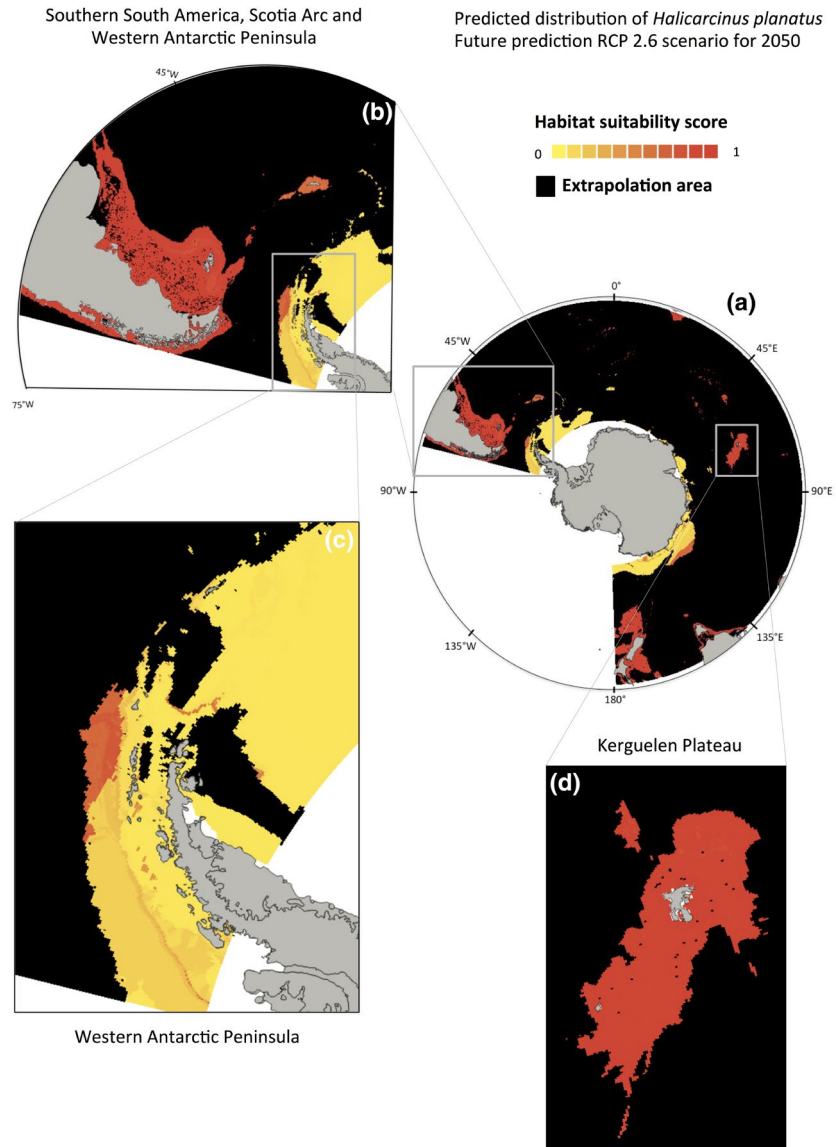 Southern South America, Scotia Arc and
Western Antarctic Peninsula
Predicted distribution of Halicarcinus planatus
Future prediction RCP 2.6 scenario for 2050
45°W
(b)
75°W
Habitat suitability score
0 1
Extrapolation area
(a)
0°
45°W
45°E
90°W
90°E
135°W
135°E
180°
(c)
Western Antarctic Peninsula
Kerguelen Plateau
(d)